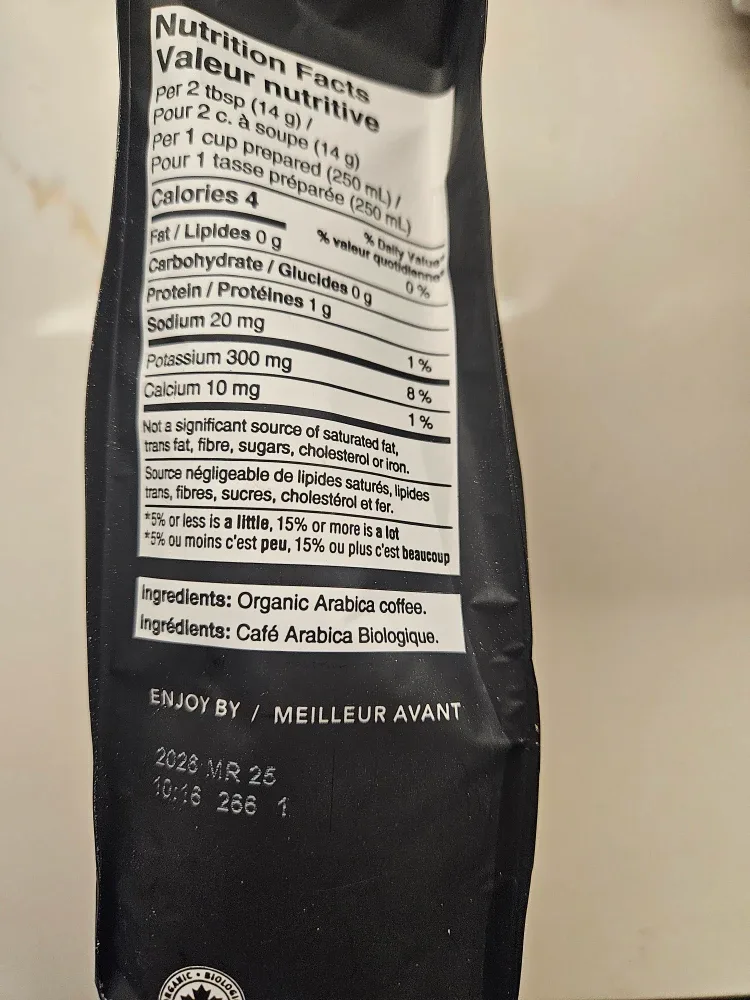 Nutrition Facts
Valeur nutritive
Per 2 tbsp (14 g) /
Pour 2 c. à soupe (14 g)
Per 1 cup prepared (250 mL) /
Pour 1 tasse préparée (250 mL)
Calories 4
% Daily Value*
% valeur quotidienne*
Fat / Lipides 0 g 0 %
Carbohydrate / Glucides 0 g
Protein / Protéines 1 g
Sodium 20 mg 1 %
Potassium 300 mg 8 %
Calcium 10 mg 1 %
Not a significant source of saturated fat,
trans fat, fibre, sugars, cholesterol or iron.
Source négligeable de lipides saturés, lipides
trans, fibres, sucres, cholestérol et fer.
*5% or less is a little, 15% or more is a lot
*5% ou moins c'est peu, 15% ou plus c'est beaucoup
Ingredients: Organic Arabica coffee.
Ingrédients: Café Arabica Biologique.
ENJOY BY / MEILLEUR AVANT
2026 MR 25
10:16 266 1